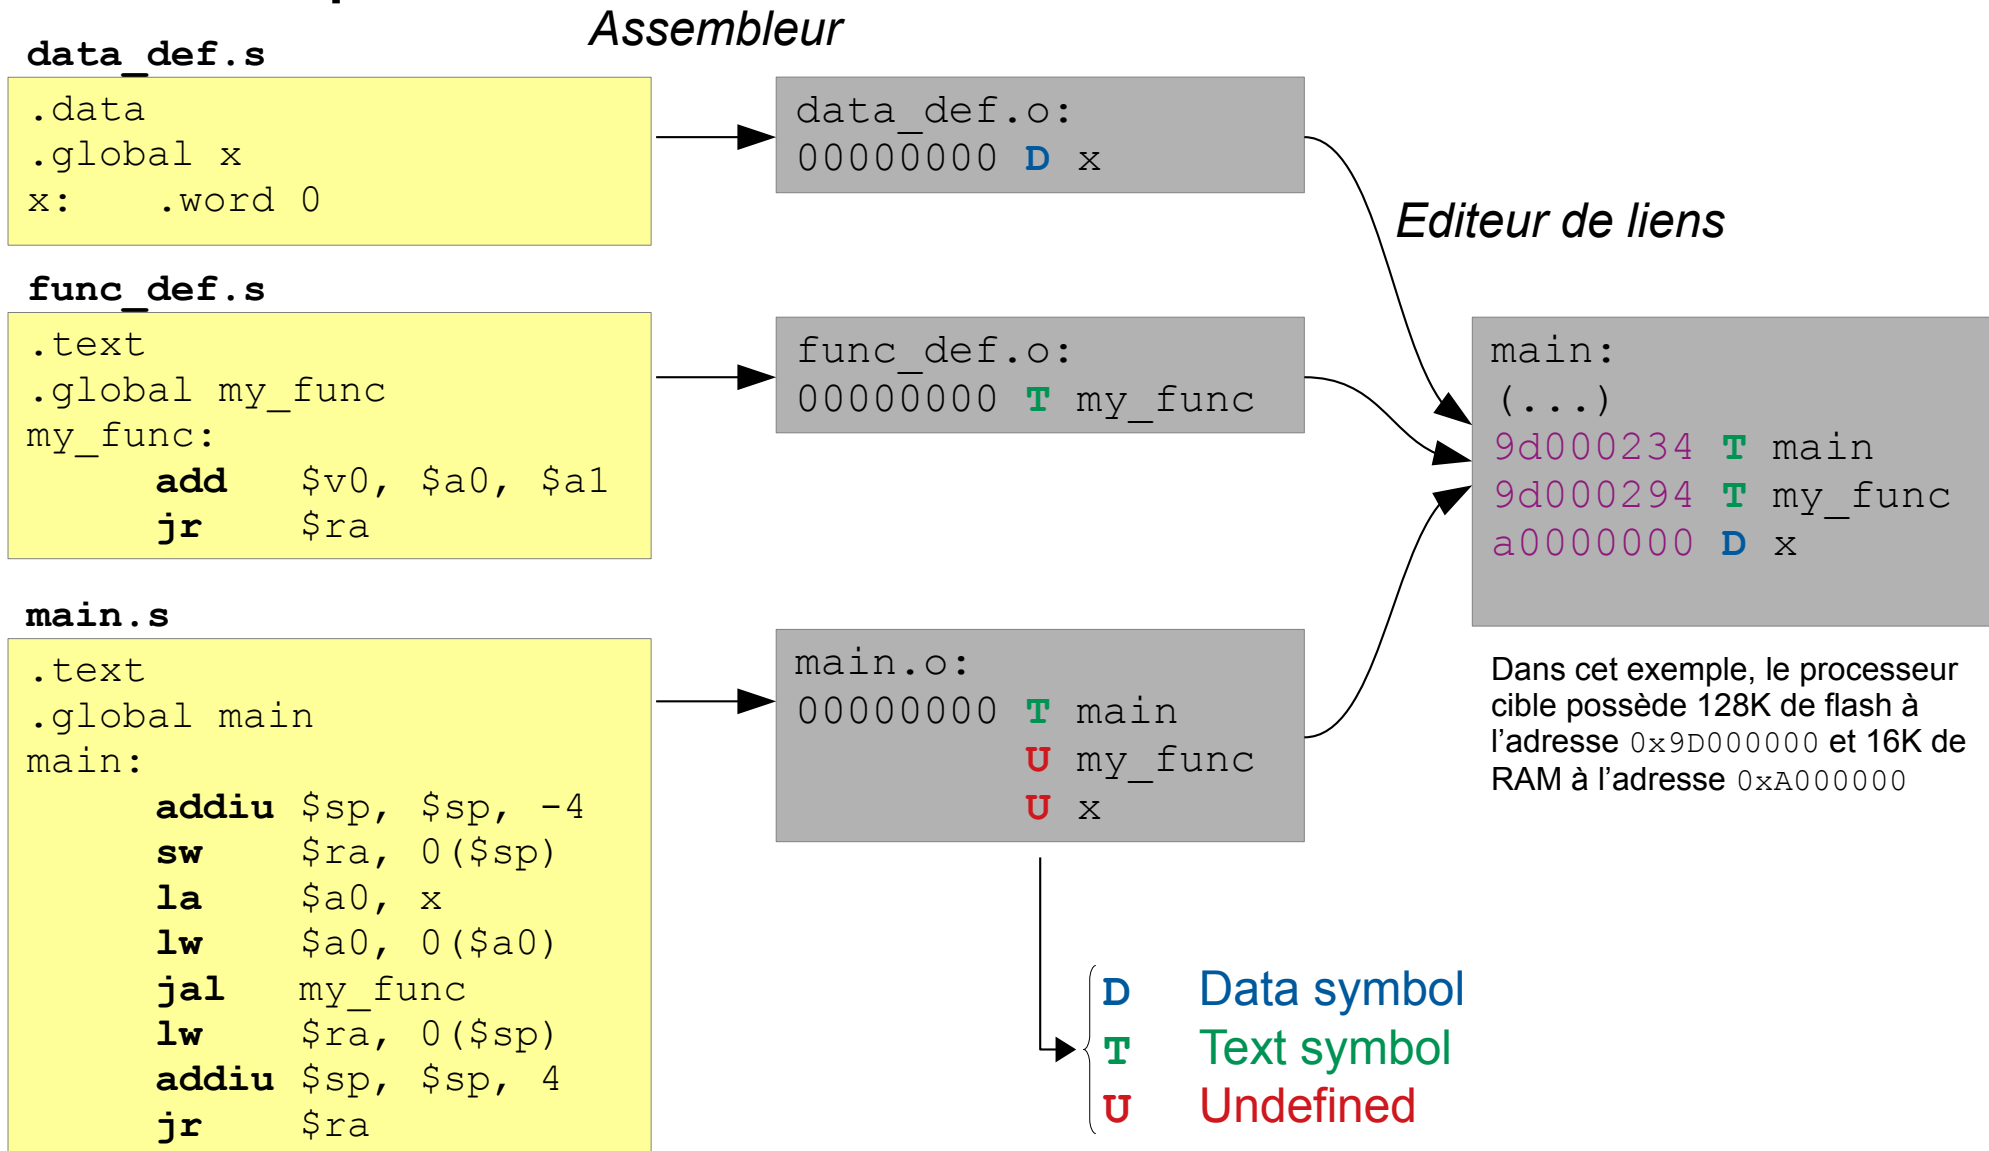 Assembleur
data_def.s
.data
.global x
x:    .word 0
data_def.o:
00000000 D x
Editeur de liens
func_def.s
.text
.global my_func
my_func:
add $v0, $a0, $a1
jr $ra
func_def.o:
00000000 T my_func
main.s
.text
.global main
main:
addiu $sp, $sp, -4
sw $ra, 0($sp)
la $a0, x
lw $a0, 0($a0)
jal my_func
lw $ra, 0($sp)
addiu $sp, $sp, 4
jr $ra
main.o:
00000000 T main
U my_func
U x
main:
(...)
9d000234 T main
9d000294 T my_func
a0000000 D x
Dans cet exemple, le processeur
cible possède 128K de flash à
l’adresse 0x9D000000 et 16K de
RAM à l’adresse 0xA000000
D Data symbol
T Text symbol
U Undefined